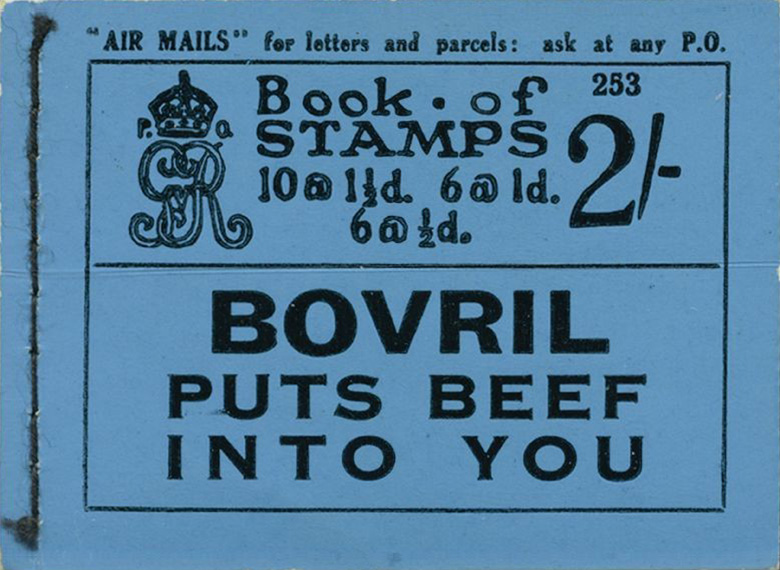 "AIR MAILS" for letters and parcels: ask at any P.O.
253
Book · of
STAMPS
2/-
P. O
GVR
10@1½d. 6@1d.
6@½d.
BOVRIL
PUTS BEEF
INTO YOU